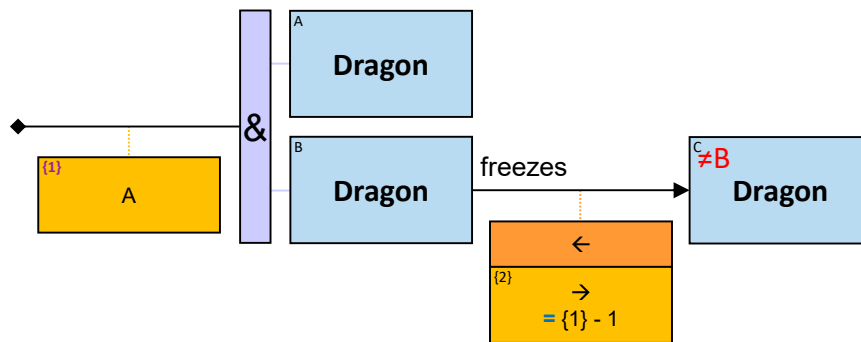 A
Dragon
{1}
A
&
B
Dragon
freezes
C
≠B
Dragon
←
{2}
→
= {1} - 1